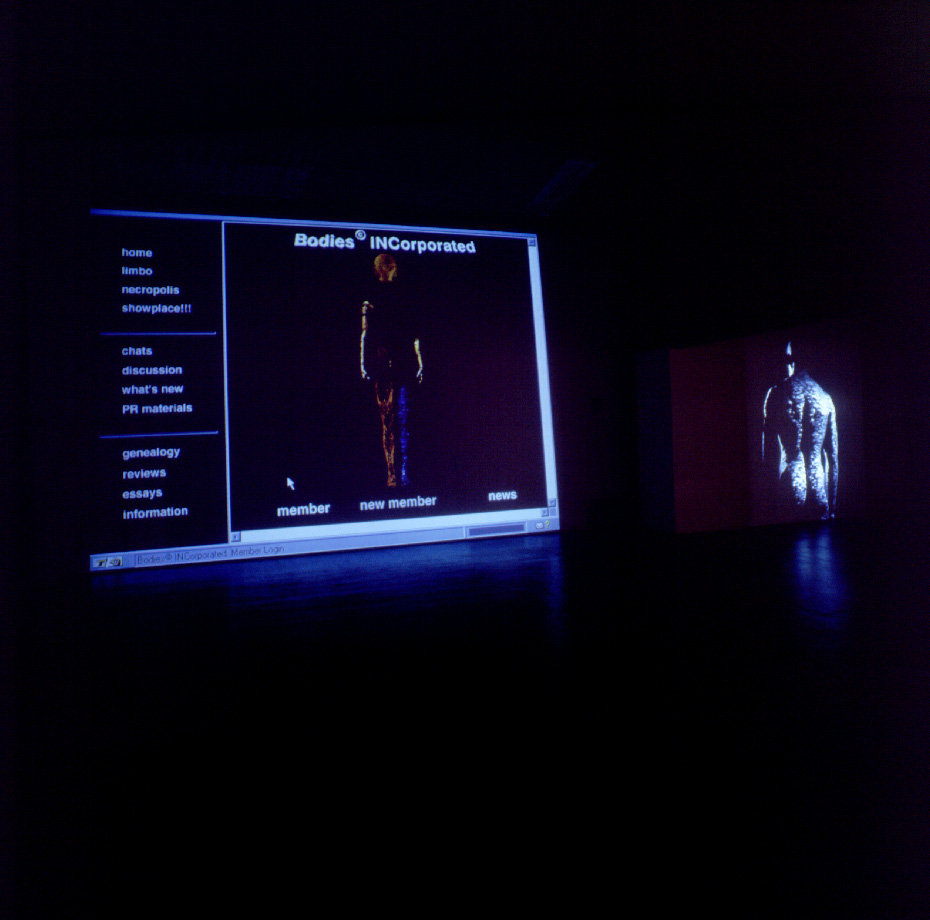 Bodies© INCorporated
home
limbo
necropolis
showplace!!!
chats
discussion
what's new
PR materials
genealogy
reviews
essays
information
member
new member
news
Bodies© INCorporated Member Login